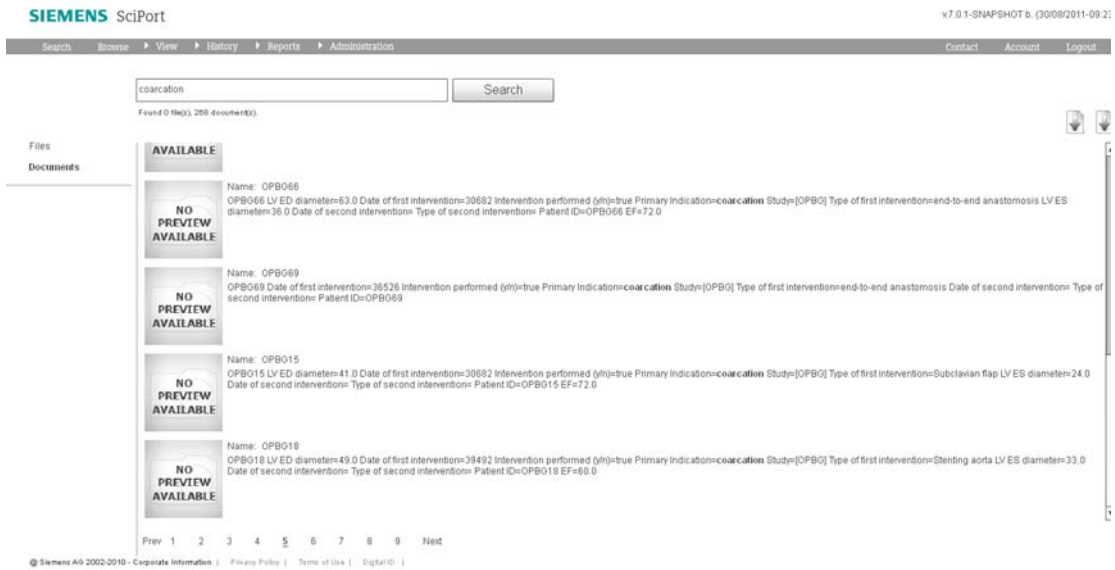 SIEMENS SciPort
v.7.0.1-SNAPSHOT b. (30/08/2011-09:23
Search Browse View History Reports Administration Contact Account Logout
coarcation
Search
Found 0 file(s), 268 document(s).
Files
Documents
AVAILABLE
NO
PREVIEW
AVAILABLE
Name: OPBG66
OPBG66 LV ED diameter=63.0 Date of first intervention=30682 Intervention performed (y/n)=true Primary Indication=coarcation Study=[OPBG] Type of first intervention=end-to-end anastomosis LV ES
diameter=36.0 Date of second intervention= Type of second intervention= Patient ID=OPBG66 EF=72.0
NO
PREVIEW
AVAILABLE
Name: OPBG69
OPBG69 Date of first intervention=36526 Intervention performed (y/n)=true Primary Indication=coarcation Study=[OPBG] Type of first intervention=end-to-end anastomosis Date of second intervention= Type of
second intervention= Patient ID=OPBG69
NO
PREVIEW
AVAILABLE
Name: OPBG15
OPBG15 LV ED diameter=41.0 Date of first intervention=30682 Intervention performed (y/n)=true Primary Indication=coarcation Study=[OPBG] Type of first intervention=Subclavian flap LV ES diameter=24.0
Date of second intervention= Type of second intervention= Patient ID=OPBG15 EF=72.0
NO
PREVIEW
AVAILABLE
Name: OPBG18
OPBG18 LV ED diameter=49.0 Date of first intervention=39492 Intervention performed (y/n)=true Primary Indication=coarcation Study=[OPBG] Type of first intervention=Stenting aorta LV ES diameter=33.0
Date of second intervention= Type of second intervention= Patient ID=OPBG18 EF=60.0
Prev 1 2 3 4 5 6 7 8 9 Next
@ Siemens AG 2002-2010 - Corporate Information | Privacy Policy | Terms of Use | Digital ID |